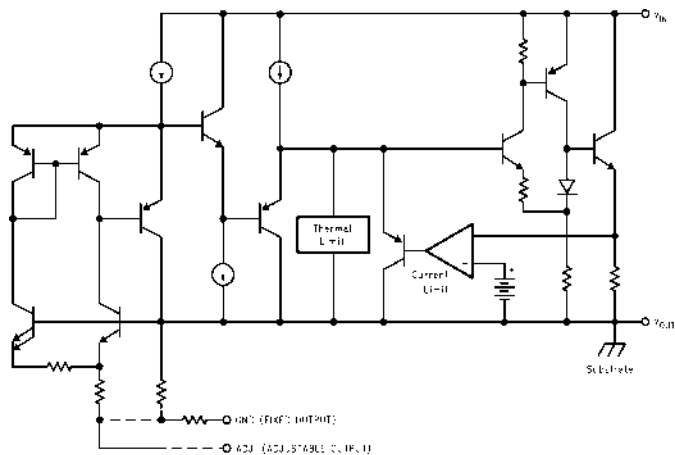 VIN
Thermal
Limit
Current
Limit
VOUT
Substrate
GND (FIXED OUTPUT)
ADJ (ADJUSTABLE OUTPUT)